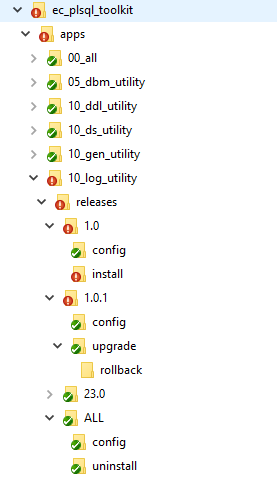 ec_plsql_toolkit
apps
00_all
05_dbm_utility
10_ddl_utility
10_ds_utility
10_gen_utility
10_log_utility
releases
1.0
config
install
1.0.1
config
upgrade
rollback
23.0
ALL
config
uninstall